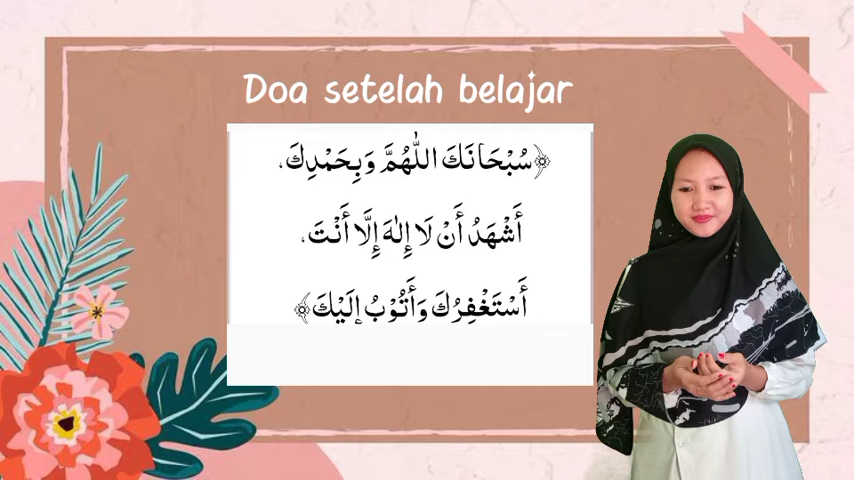 Doa setelah belajar
﴿سُبْحَانَكَ اللّٰهُمَّ وَبِحَمْدِكَ،
أَشْهَدُ أَنْ لَا إِلٰهَ إِلَّا أَنْتَ،
أَسْتَغْفِرُكَ وَأَتُوْبُ إِلَيْكَ﴾